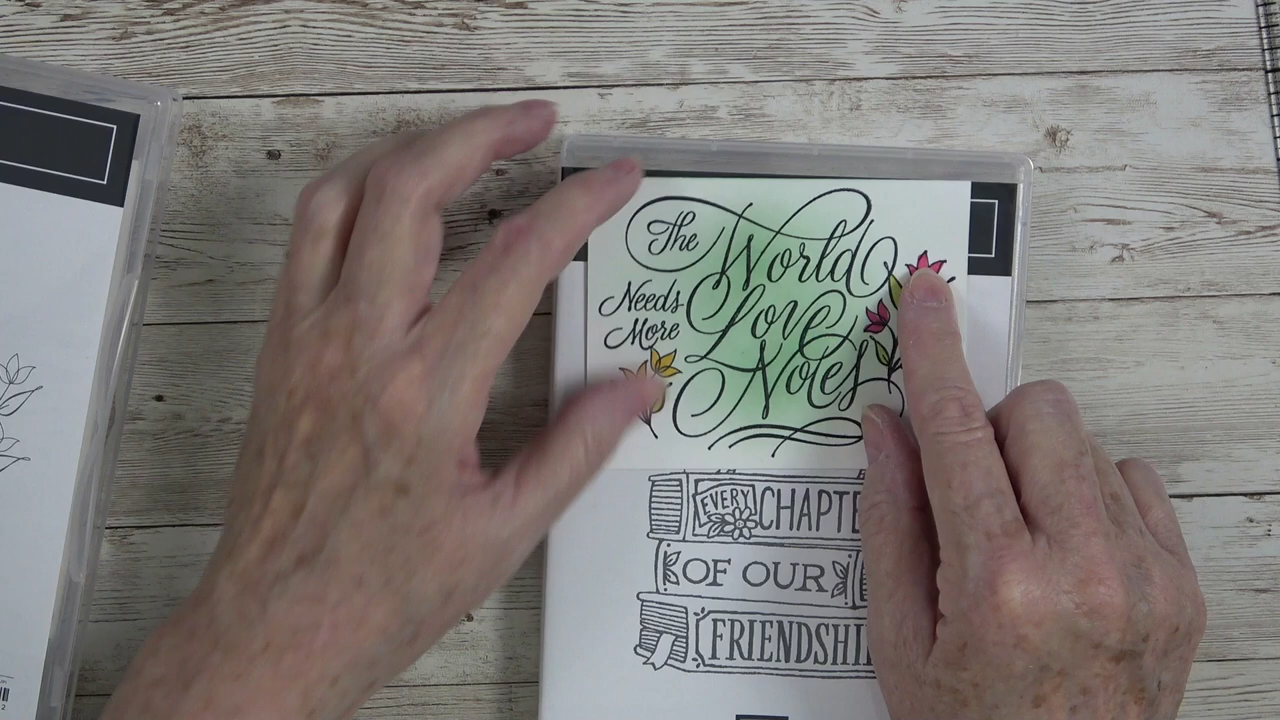 The World
Needs Love
More Notes
EVERY CHAPTE
OF OUR
FRIENDSHI